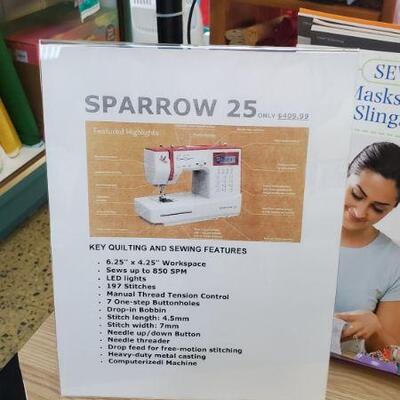 SPARROW 25 ONLY $409.99
Featured Highlights
KEY QUILTING AND SEWING FEATURES
• 6.25" x 4.25" Workspace
• Sews up to 850 SPM
• LED lights
• 197 Stitches
• Manual Thread Tension Control
• 7 One-step Buttonholes
• Drop-in Bobbin
• Stitch length: 4.5mm
• Stitch width: 7mm
• Needle up/down Button
• Needle threader
• Drop feed for free-motion stitching
• Heavy-duty metal casting
• Computerizedi Machine
SEW
Masks
Sling